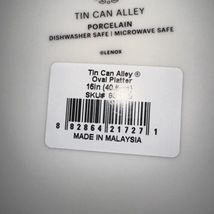 TIN CAN ALLEY
PORCELAIN
DISHWASHER SAFE | MICROWAVE SAFE
©LENOX
Tin Can Alley ®
Oval Platter
16in
SKU#
8 82864 21727 1
MADE IN MALAYSIA